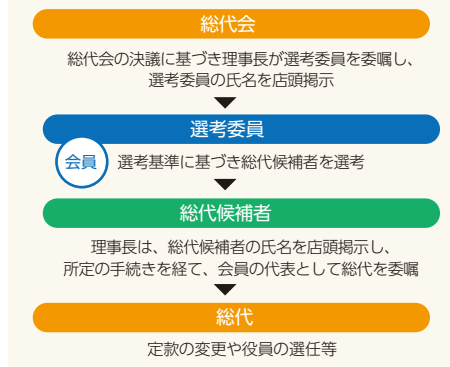 総代会
総代会の決議に基づき理事長が選考委員を委嘱し、
選考委員の氏名を店頭掲示
選考委員
会員
選考基準に基づき総代候補者を選考
総代候補者
理事長は、総代候補者の氏名を店頭掲示し、
所定の手続きを経て、会員の代表として総代を委嘱
総代
定款の変更や役員の選任等